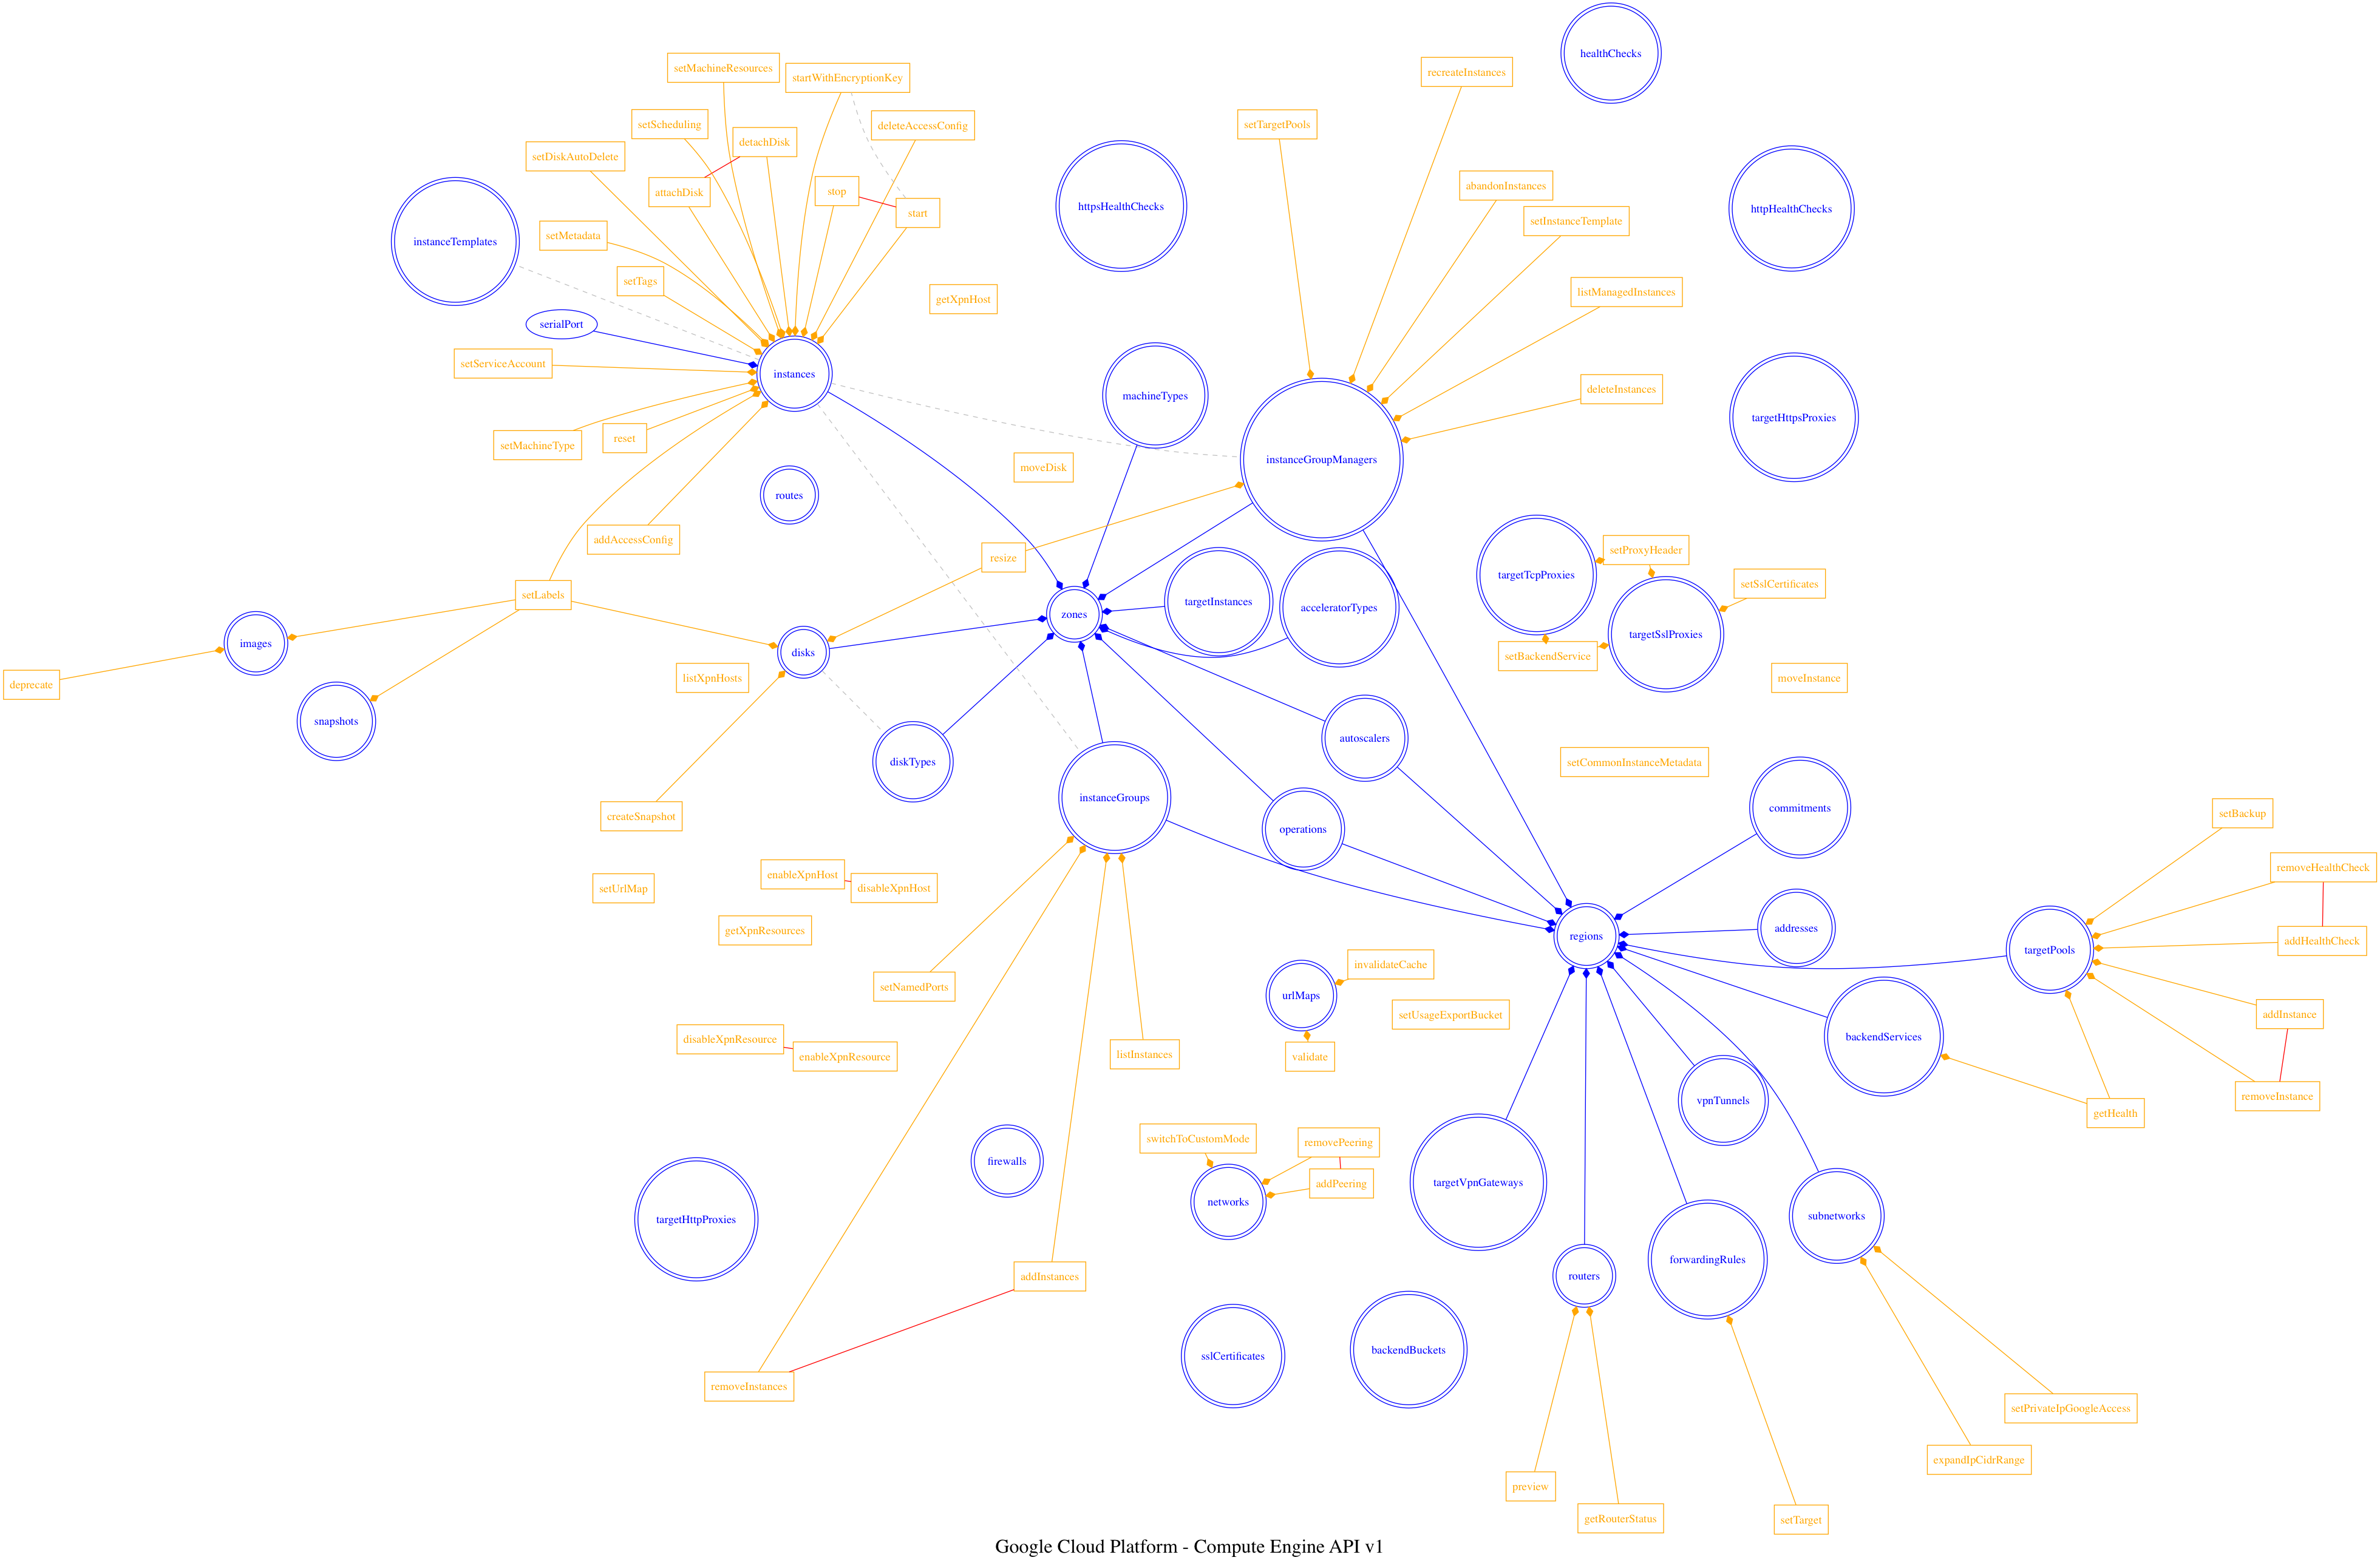 healthChecks
setMachineResources
startWithEncryptionKey
recreateInstances
setScheduling
deleteAccessConfig
setTargetPools
detachDisk
setDiskAutoDelete
attachDisk
stop
start
abandonInstances
httpsHealthChecks
httpHealthChecks
setInstanceTemplate
instanceTemplates
setMetadata
setTags
getXpnHost
listManagedInstances
serialPort
setServiceAccount
instances
machineTypes
deleteInstances
targetHttpsProxies
setMachineType
reset
instanceGroupManagers
moveDisk
routes
addAccessConfig
resize
setProxyHeader
targetTcpProxies
setSslCertificates
setLabels
targetInstances
acceleratorTypes
zones
images
disks
targetSslProxies
setBackendService
deprecate
listXpnHosts
moveInstance
snapshots
autoscalers
diskTypes
setCommonInstanceMetadata
instanceGroups
commitments
createSnapshot
setBackup
operations
enableXpnHost
removeHealthCheck
setUrlMap
disableXpnHost
getXpnResources
regions
addresses
addHealthCheck
targetPools
invalidateCache
setNamedPorts
urlMaps
setUsageExportBucket
addInstance
disableXpnResource
backendServices
enableXpnResource
listInstances
validate
removeInstance
vpnTunnels
getHealth
switchToCustomMode
removePeering
firewalls
targetVpnGateways
addPeering
networks
targetHttpProxies
subnetworks
forwardingRules
addInstances
routers
sslCertificates
backendBuckets
removeInstances
setPrivateIpGoogleAccess
expandIpCidrRange
preview
getRouterStatus
setTarget
Google Cloud Platform - Compute Engine API v1